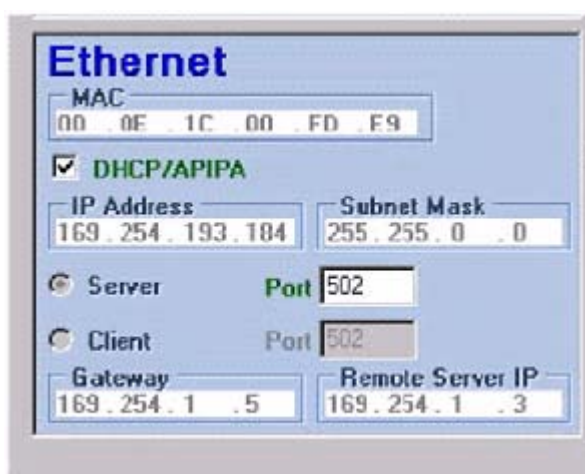 Ethernet
MAC
00 . 0E . 1C . 00 . FD . E9
DHCP/APIPA
IP Address Subnet Mask
169 . 254 . 193 . 184 255 . 255 . 0 . 0
Server Port 502
Client Port 502
Gateway Remote Server IP
169 . 254 . 1 . 5 169 . 254 . 1 . 3